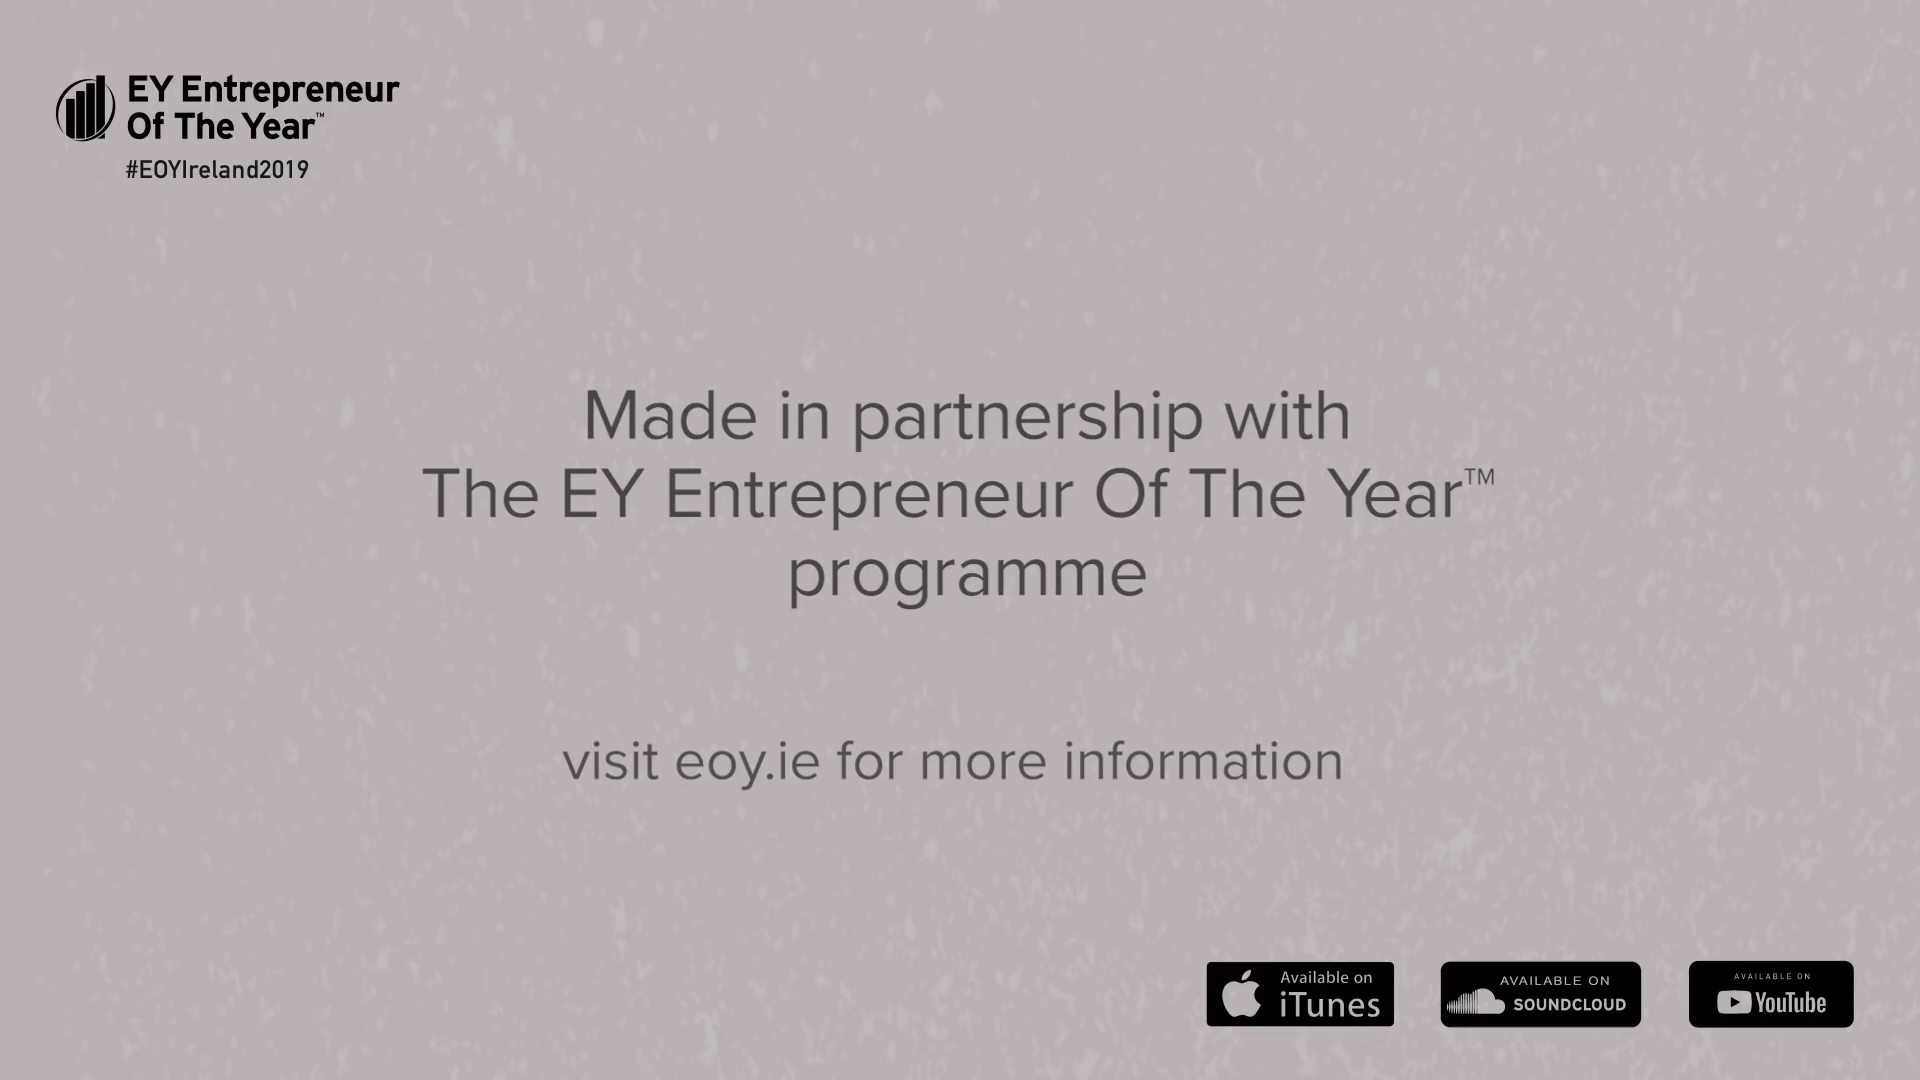 EY Entrepreneur
Of The Year™
#EOYIreland2019
Made in partnership with
The EY Entrepreneur Of The Year™
programme
visit eoy.ie for more information
Available on
iTunes
AVAILABLE ON
SOUNDCLOUD
AVAILABLE ON
YouTube